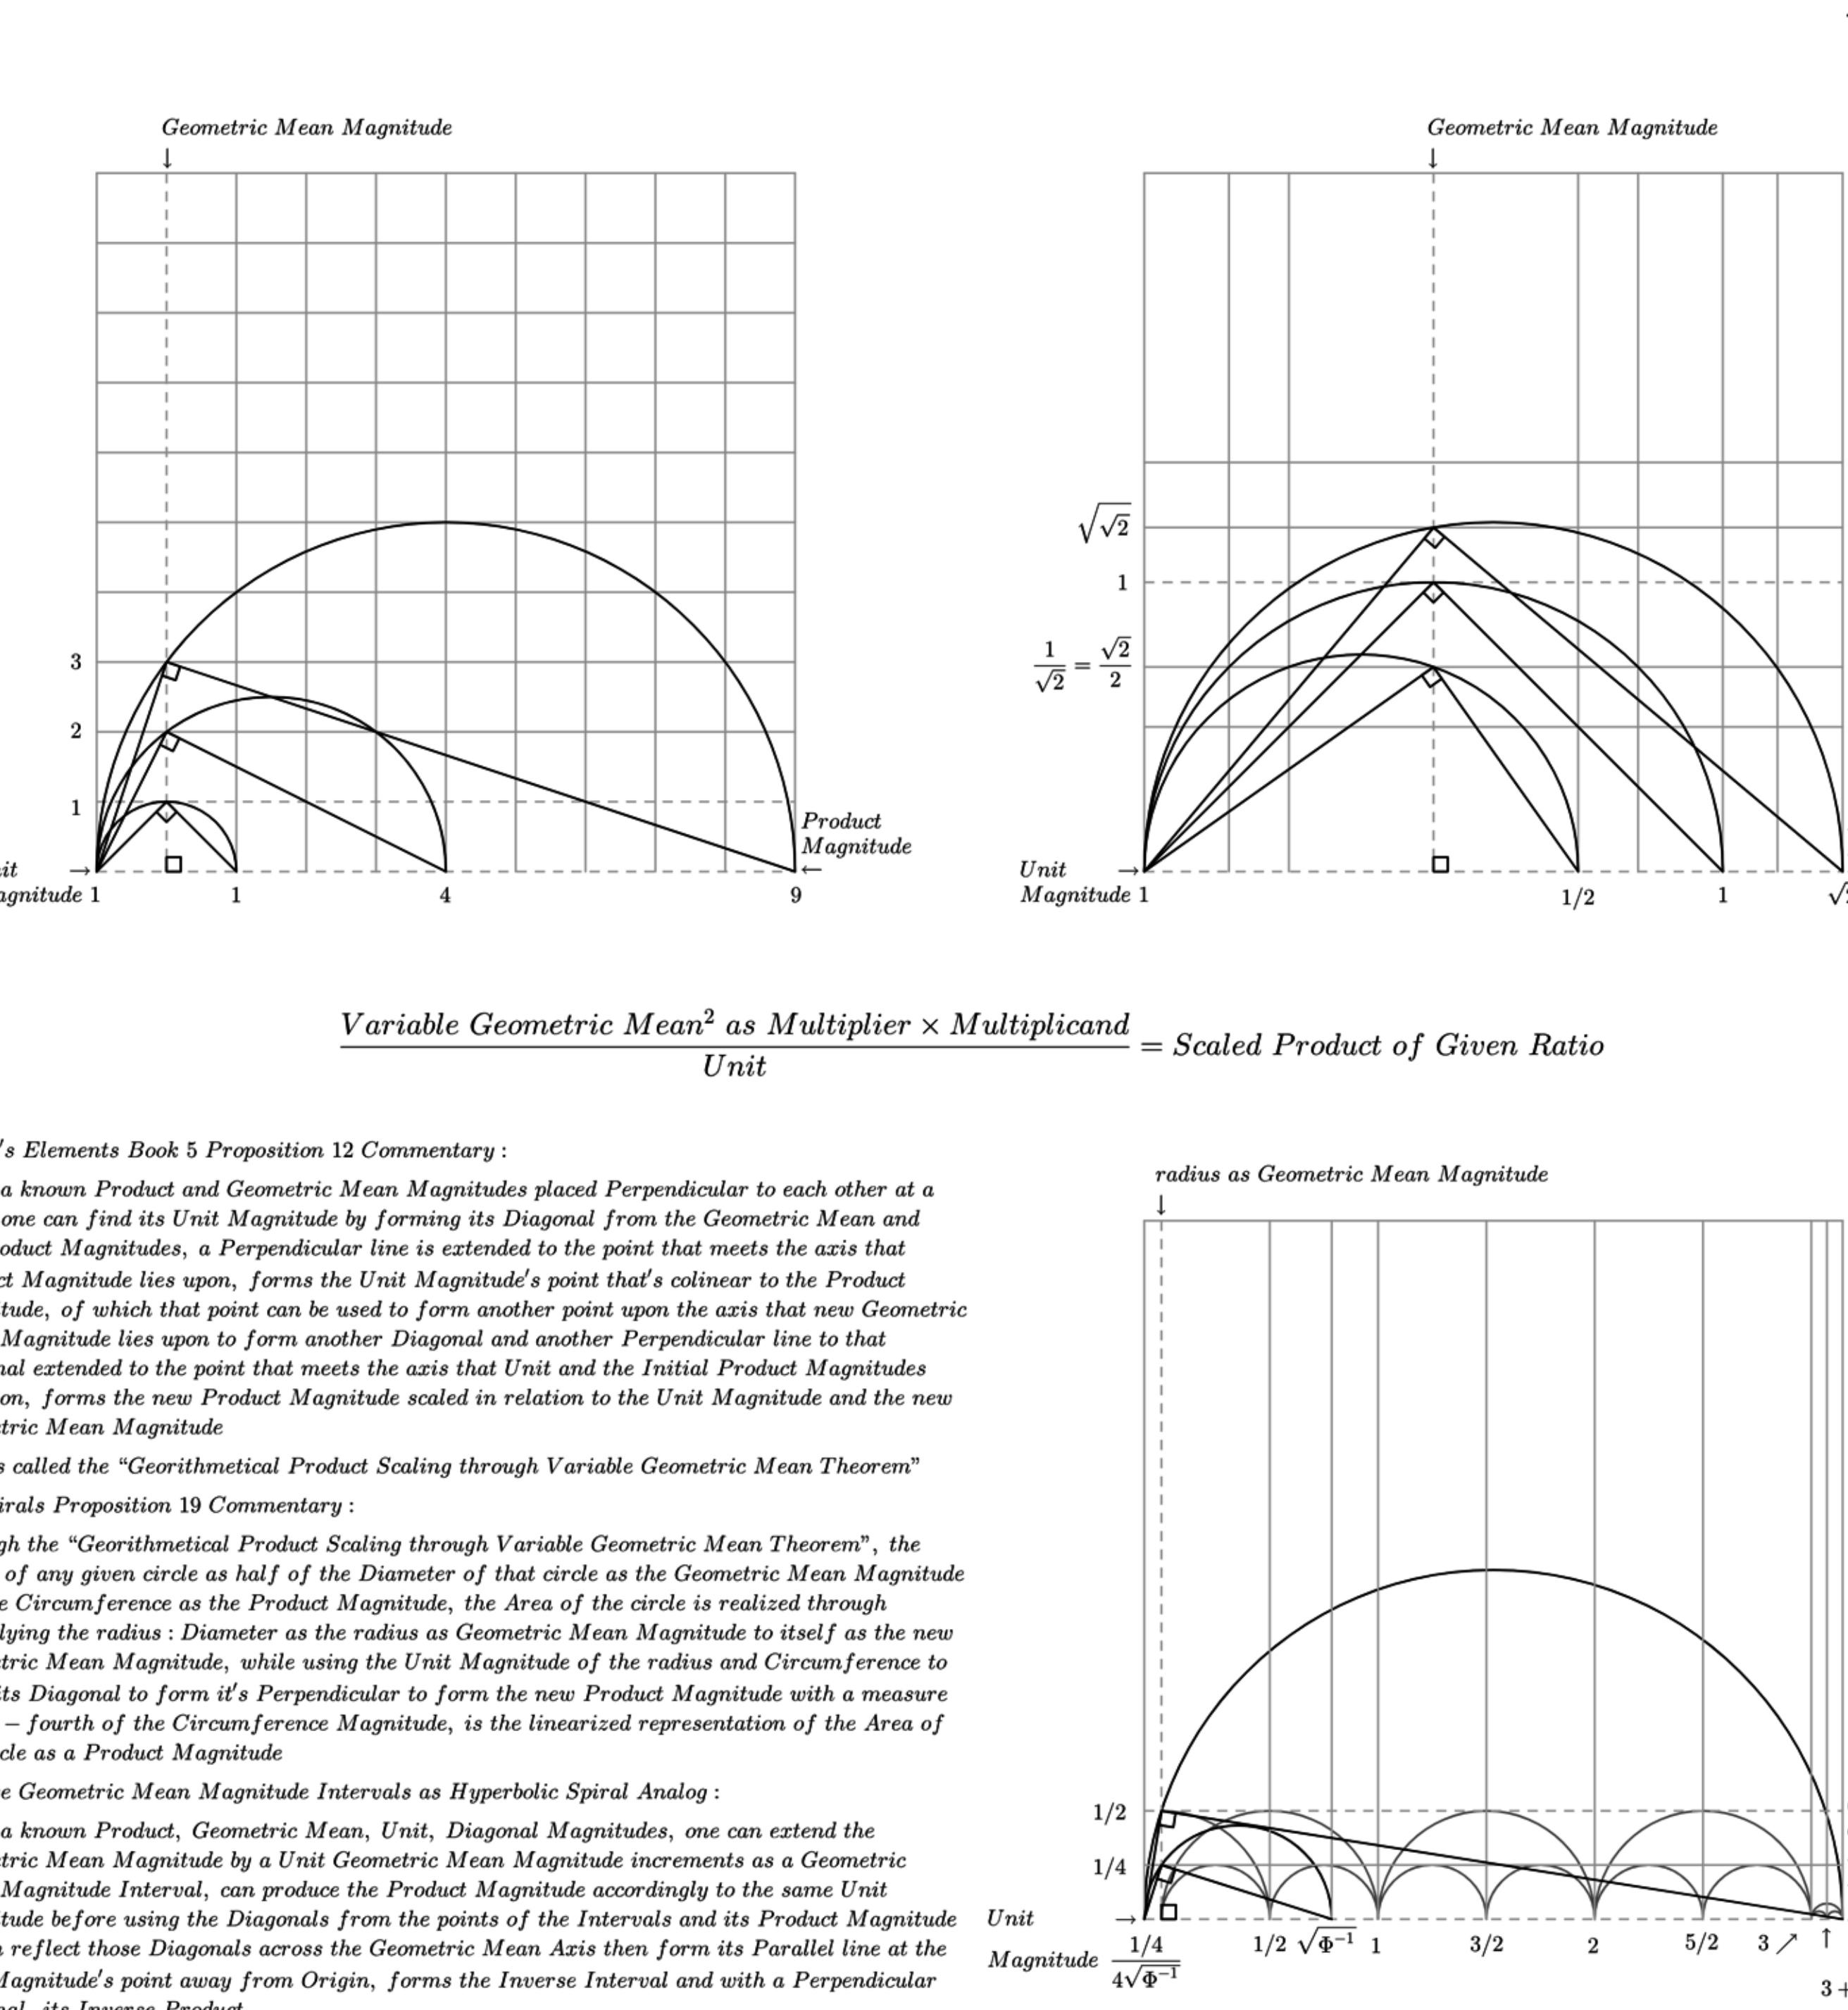 Geometric Mean Magnitude
↓
3
2
1
Product
Magnitude
→
←
1
1
4
9
Geometric Mean Magnitude
↓
√√2
1
1/√2 = √2/2
Unit →
Magnitude 1
1/2
1
Variable Geometric Mean² as Multiplier × Multiplicand
Unit
= Scaled Product of Given Ratio
's Elements Book 5 Proposition 12 Commentary :
a known Product and Geometric Mean Magnitudes placed Perpendicular to each other at a
one can find its Unit Magnitude by forming its Diagonal from the Geometric Mean and
Magnitudes, a Perpendicular line is extended to the point that meets the axis that
Magnitude lies upon, forms the Unit Magnitude's point that's colinear to the Product
of which that point can be used to form another point upon the axis that new Geometric
Magnitude lies upon to form another Diagonal and another Perpendicular line to that
extended to the point that meets the axis that Unit and the Initial Product Magnitudes
forms the new Product Magnitude scaled in relation to the Unit Magnitude and the new
Mean Magnitude
called the “Georithmetical Product Scaling through Variable Geometric Mean Theorem”
Proposition 19 Commentary :
the “Georithmetical Product Scaling through Variable Geometric Mean Theorem”, the
of any given circle as half of the Diameter of that circle as the Geometric Mean Magnitude
Circumference as the Product Magnitude, the Area of the circle is realized through
the radius : Diameter as the radius as Geometric Mean Magnitude to itself as the new
Mean Magnitude, while using the Unit Magnitude of the radius and Circumference to
its Diagonal to form it's Perpendicular to form the new Product Magnitude with a measure
– fourth of the Circumference Magnitude, is the linearized representation of the Area of
as a Product Magnitude
Geometric Mean Magnitude Intervals as Hyperbolic Spiral Analog :
a known Product, Geometric Mean, Unit, Diagonal Magnitudes, one can extend the
Mean Magnitude by a Unit Geometric Mean Magnitude increments as a Geometric
Magnitude Interval, can produce the Product Magnitude accordingly to the same Unit
before using the Diagonals from the points of the Intervals and its Product Magnitude
reflect those Diagonals across the Geometric Mean Axis then form its Parallel line at the
Magnitude's point away from Origin, forms the Inverse Interval and with a Perpendicular
its Inverse Product
radius as Geometric Mean Magnitude
↓
1/2
1/4
Unit →
Magnitude
1/4
4√Φ⁻¹
1/2 √Φ⁻¹ 1 3/2 2 5/2 3 ↗ ↑
3 +